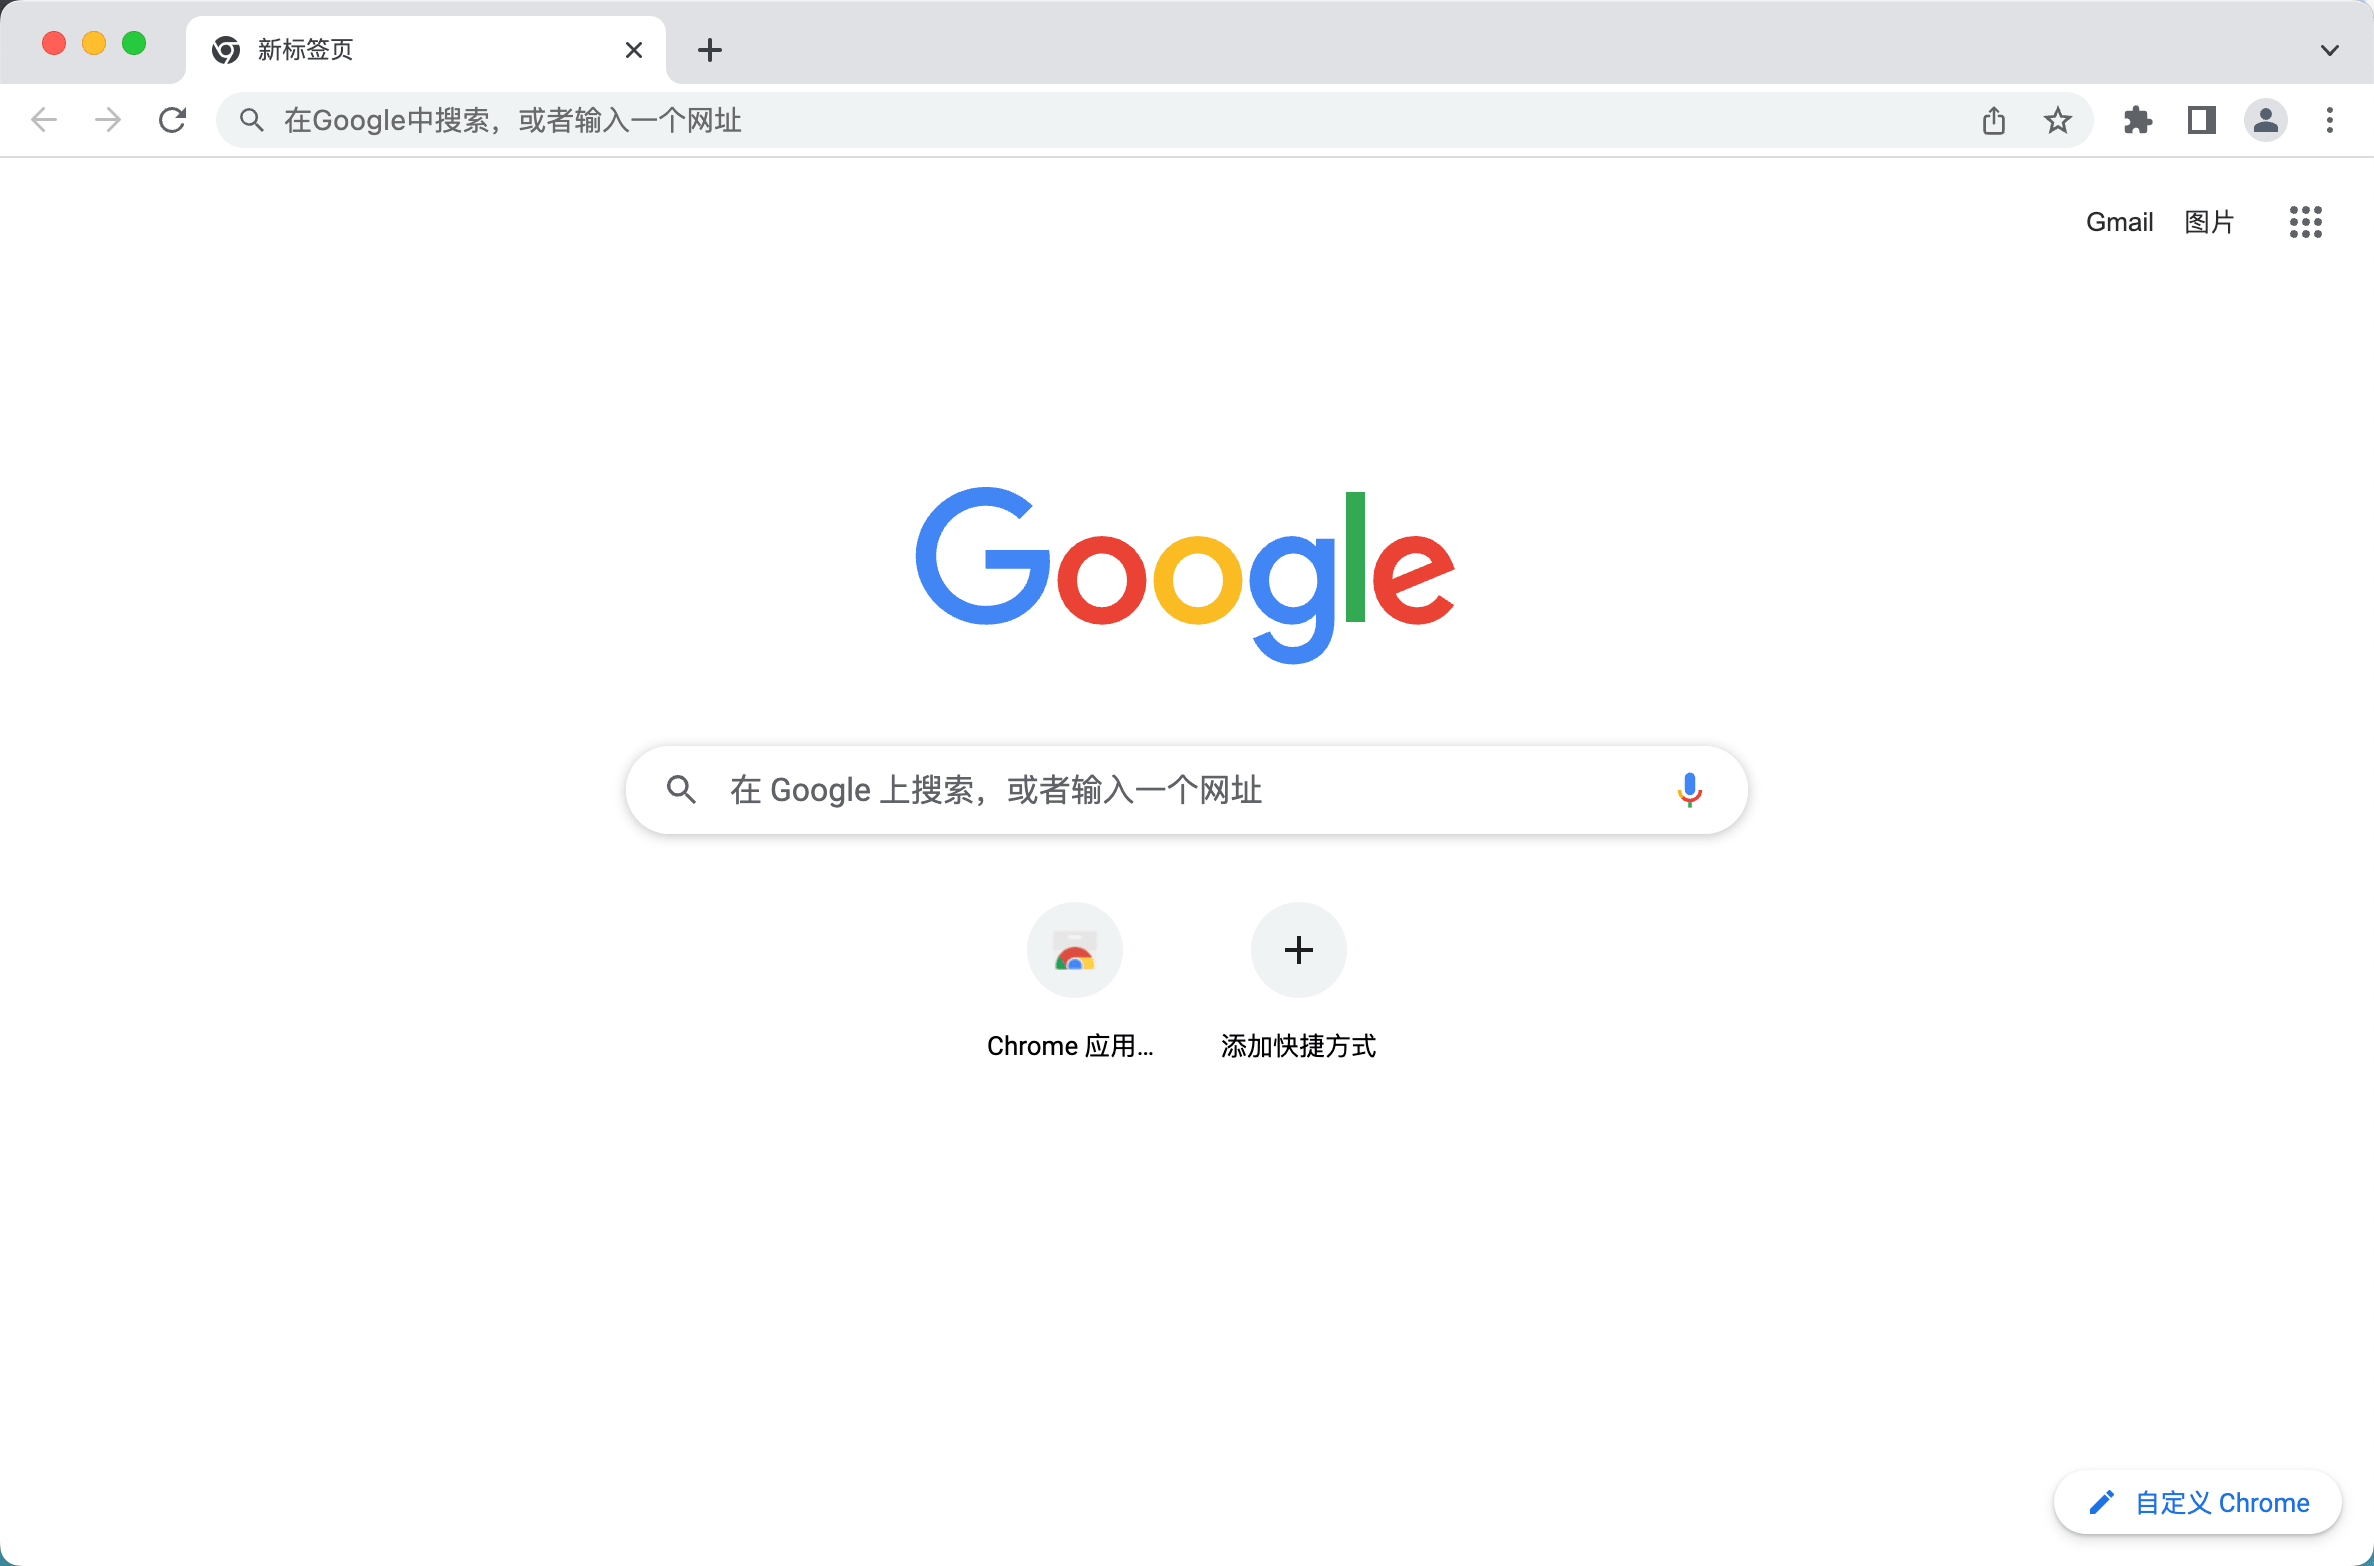 新标签页
在Google中搜索，或者输入一个网址
Gmail 图片
Google
在 Google 上搜索，或者输入一个网址
Chrome 应用...
添加快捷方式
自定义 Chrome